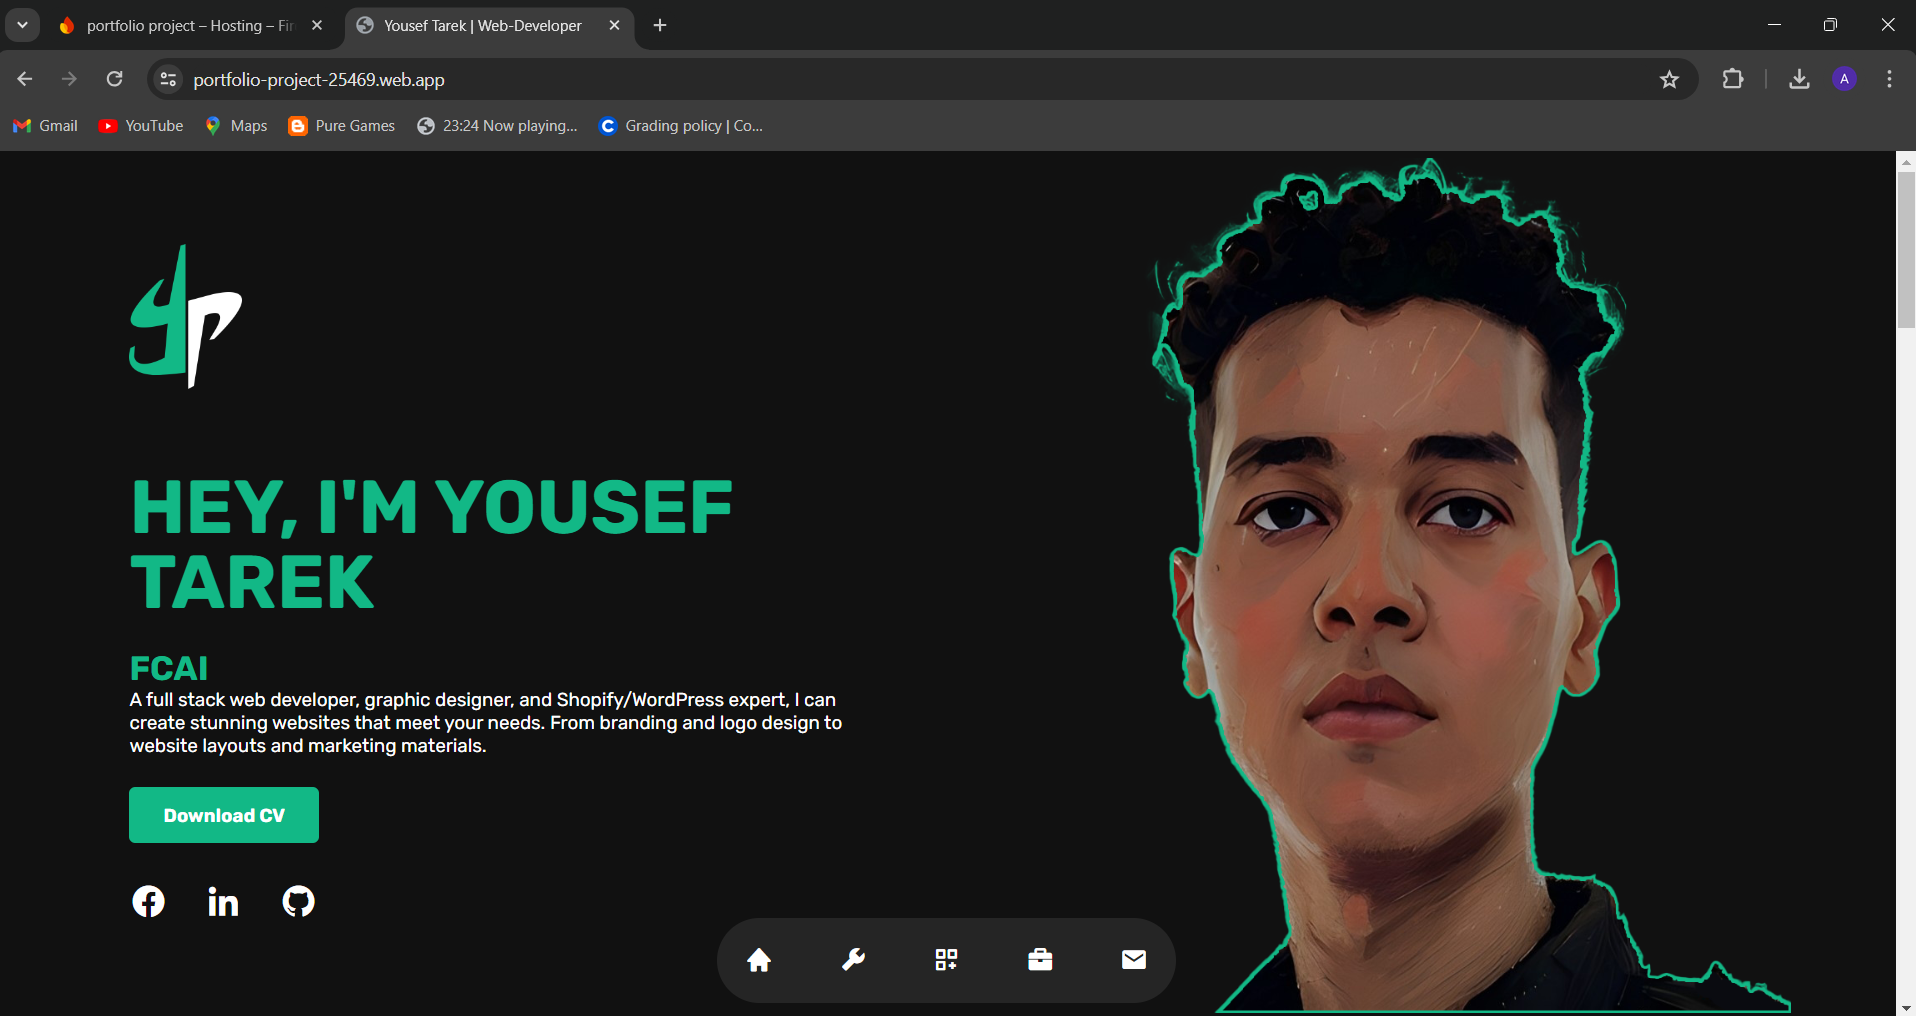 portfolio project – Hosting – Fir
Yousef Tarek | Web-Developer
portfolio-project-25469.web.app
A
Gmail
YouTube
Maps
Pure Games
23:24 Now playing...
Grading policy | Co...
yp
HEY, I'M YOUSEF
TAREK
FCAI
A full stack web developer, graphic designer, and Shopify/WordPress expert, I can
create stunning websites that meet your needs. From branding and logo design to
website layouts and marketing materials.
Download CV